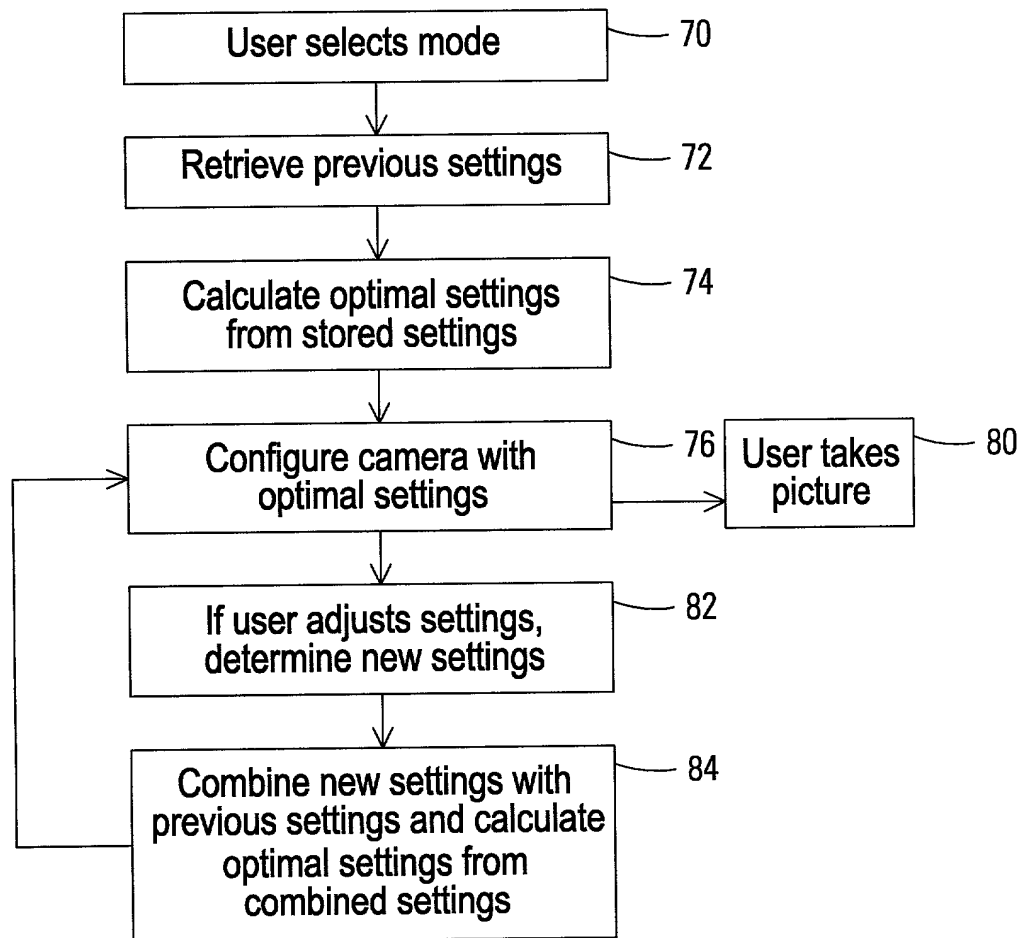 User selects mode
70
Retrieve previous settings
72
Calculate optimal settings
from stored settings
74
Configure camera with
optimal settings
76
User takes
picture
80
If user adjusts settings,
determine new settings
82
Combine new settings with
previous settings and calculate
optimal settings from
combined settings
84